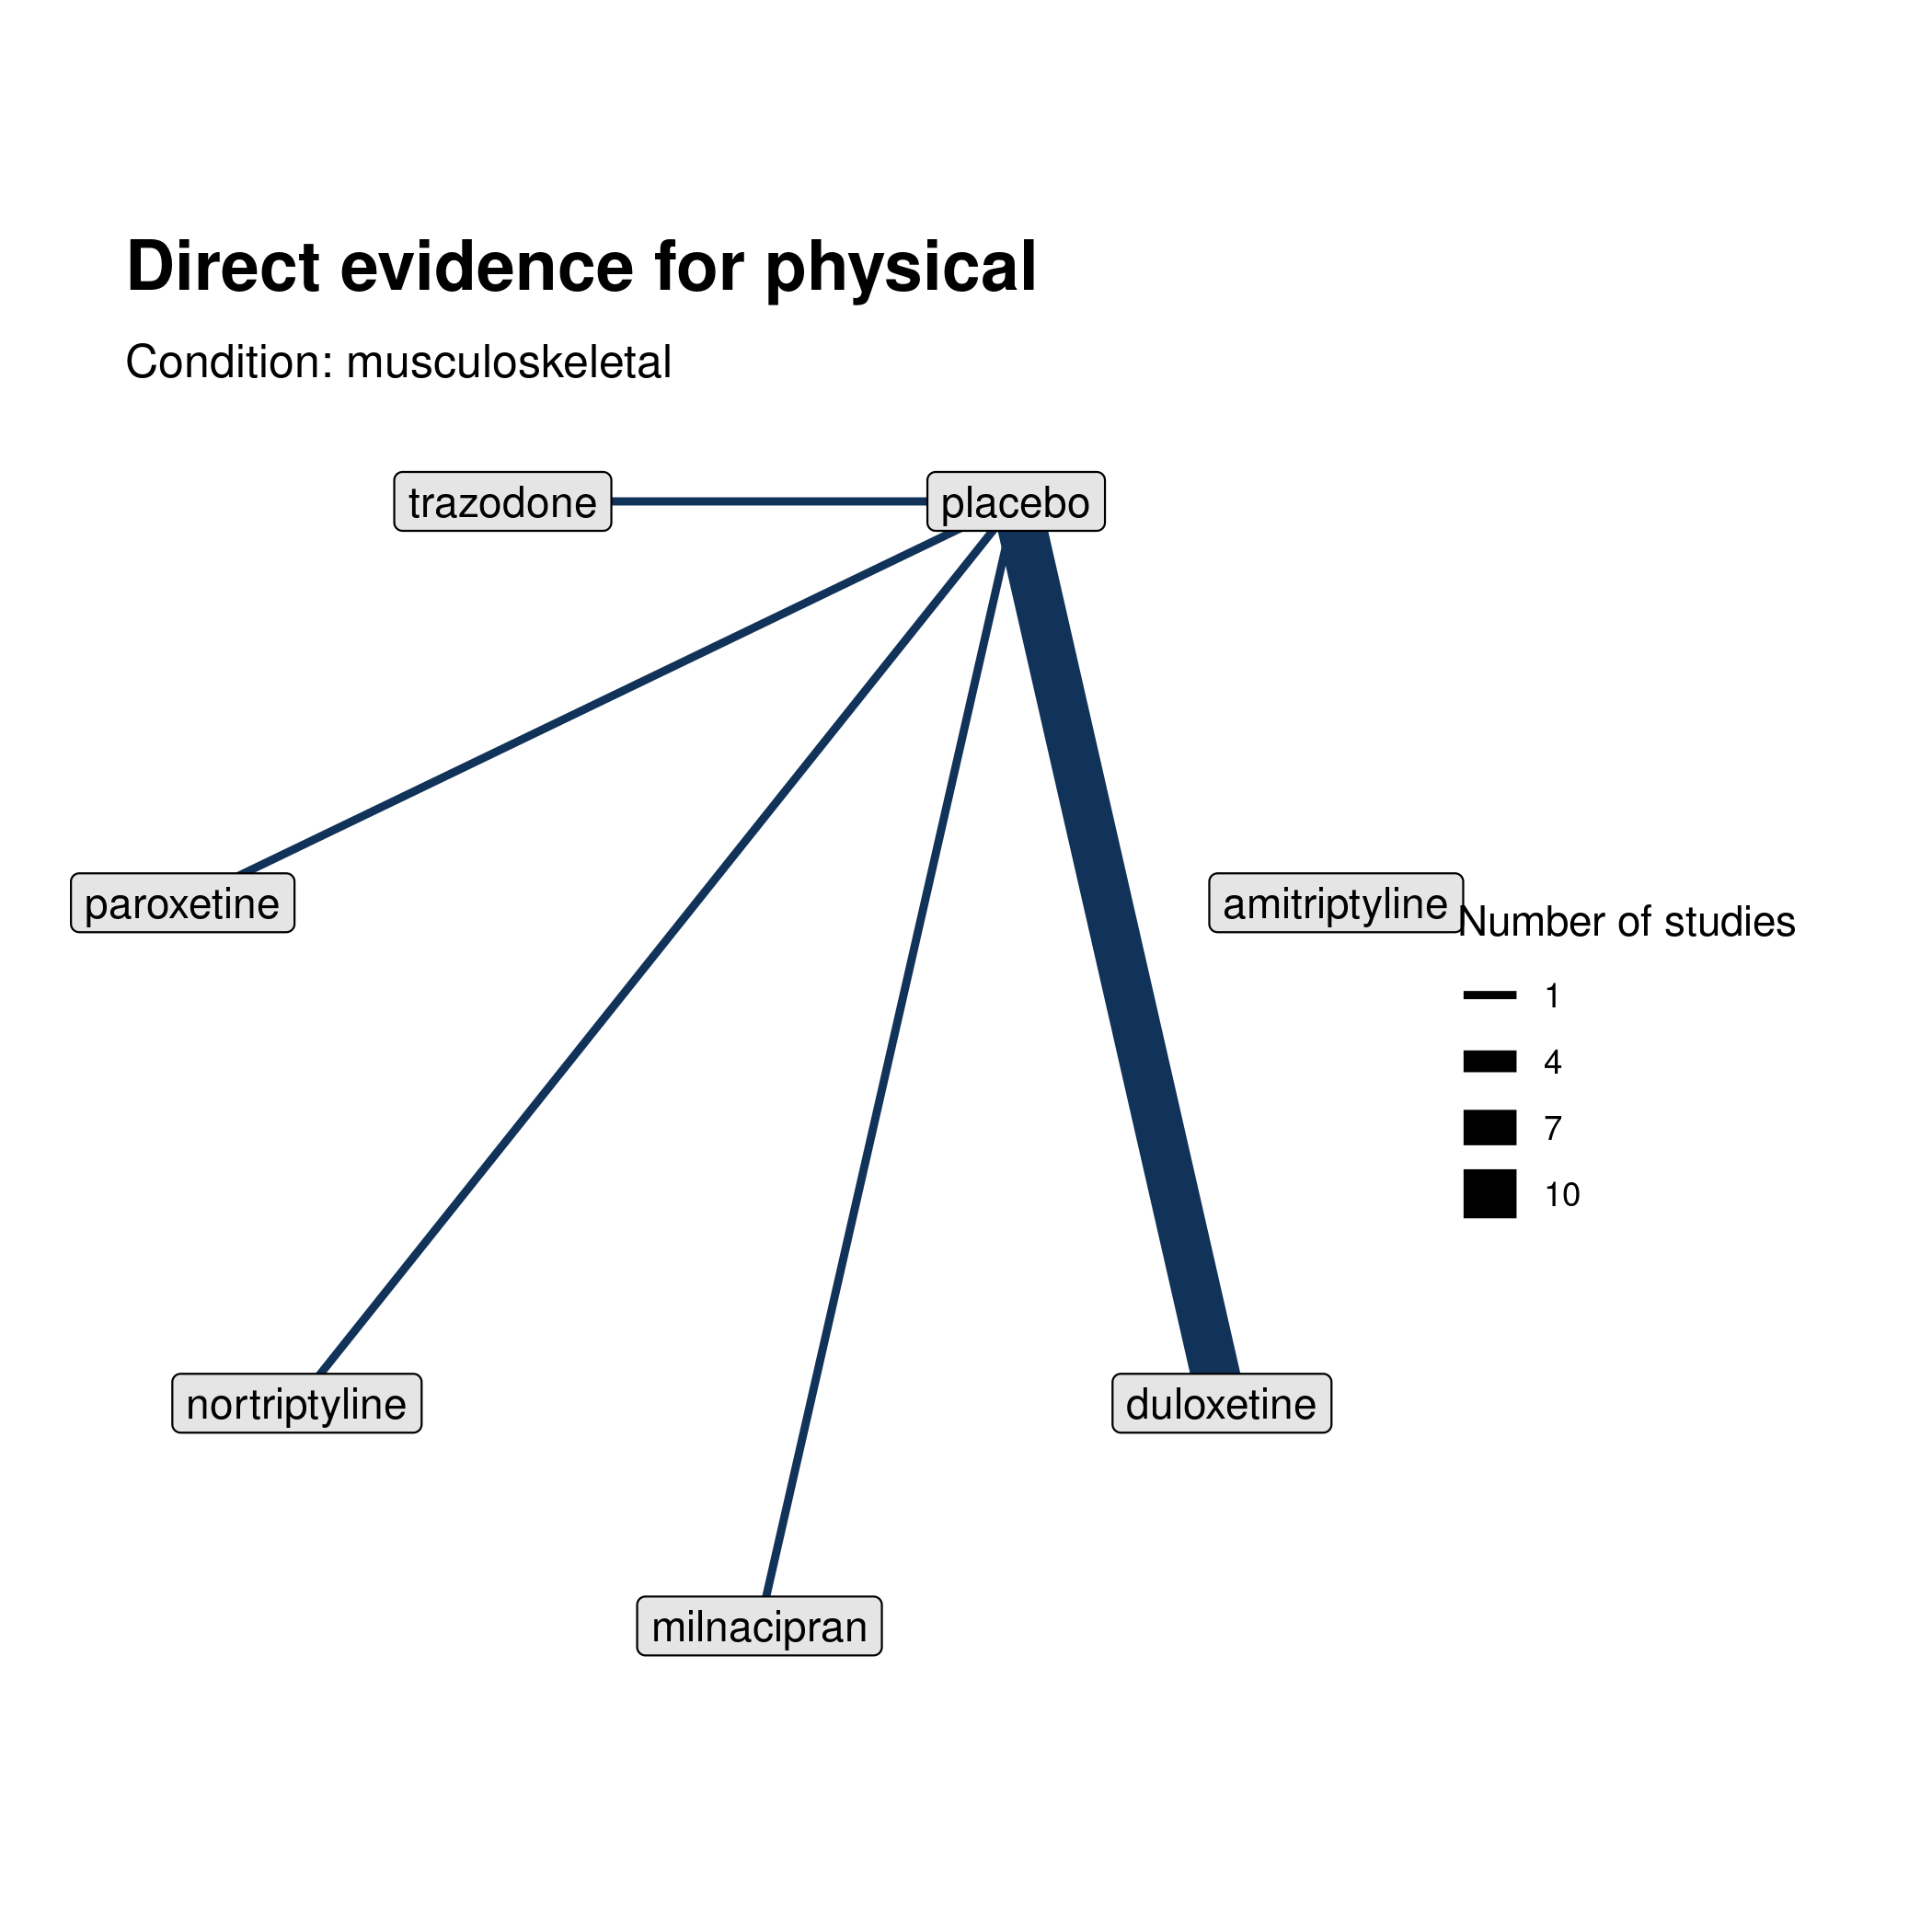 Direct evidence for physical
Condition: musculoskeletal
trazodone
placebo
paroxetine
amitriptyline
Number of studies
1
4
7
10
nortriptyline
duloxetine
milnacipran